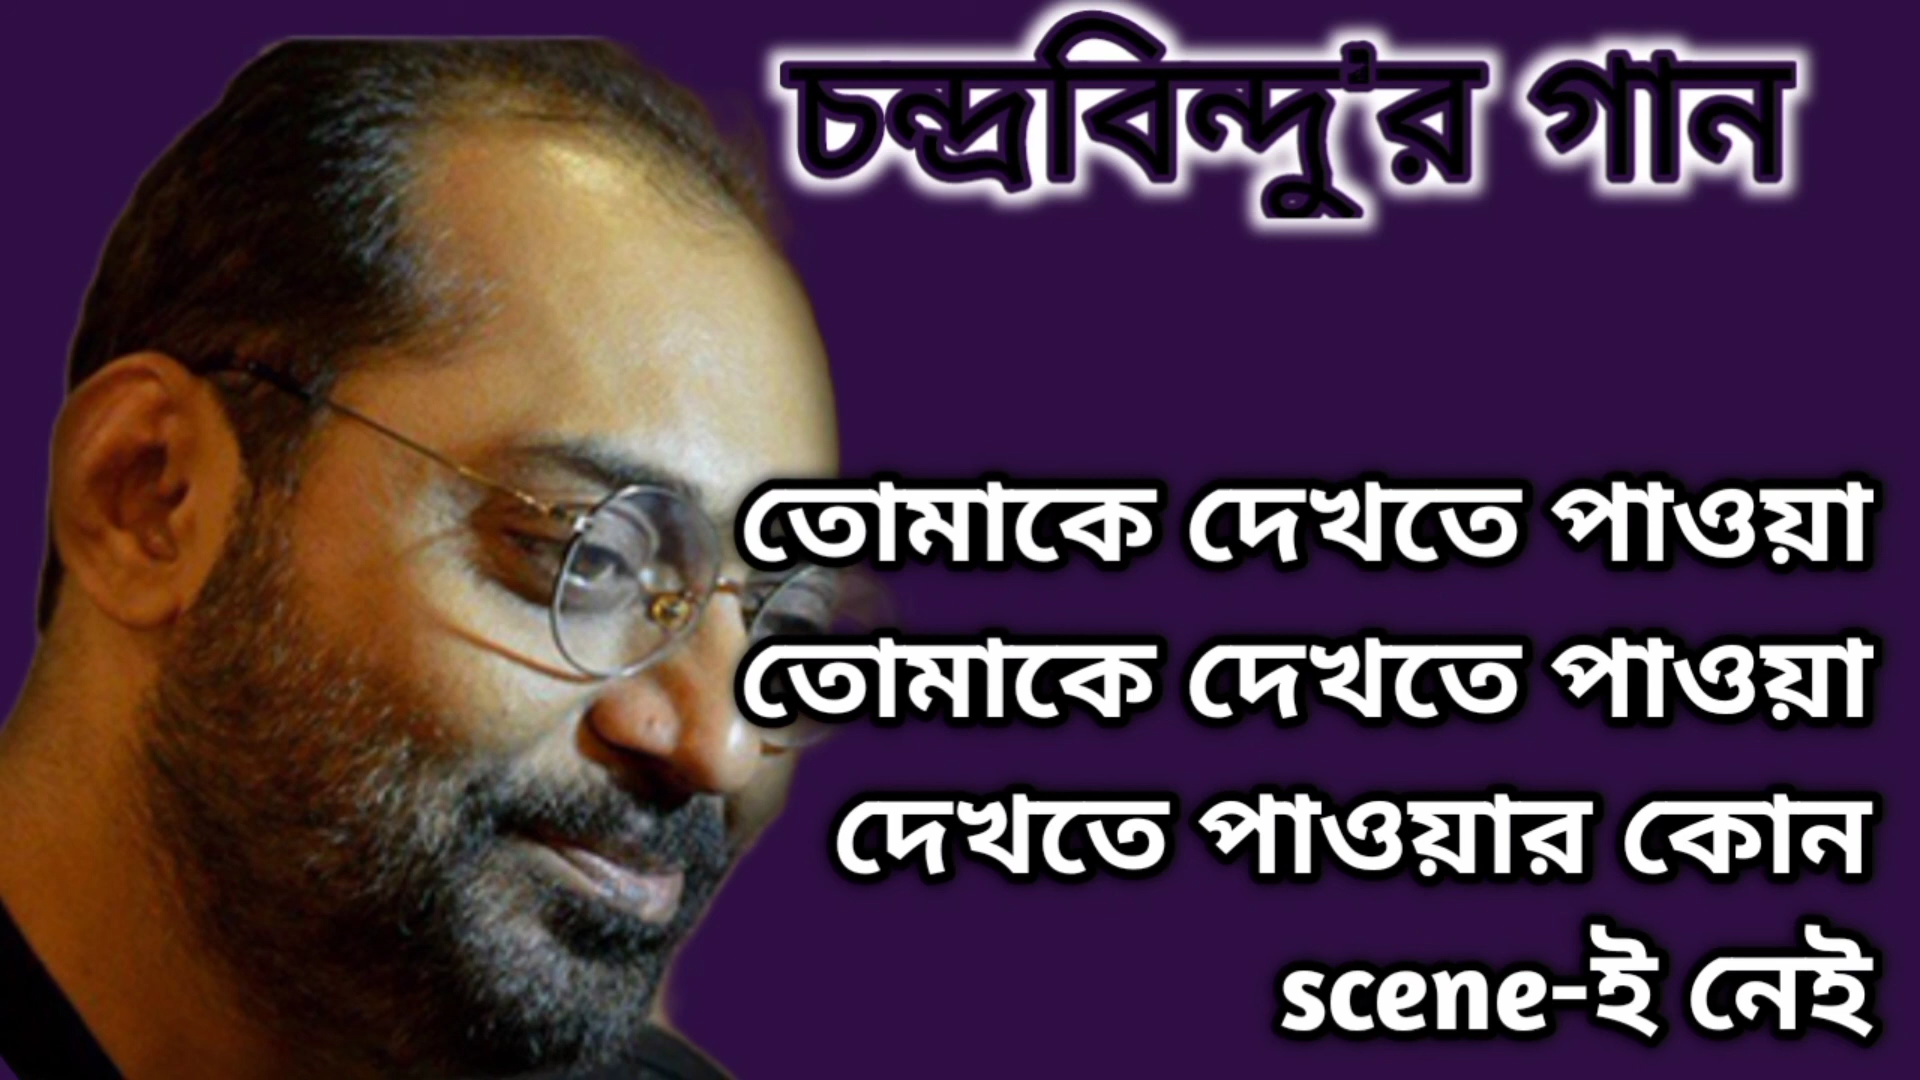 চন্দ্রবিন্দু'র গান
তোমাকে দেখতে পাওয়া
তোমাকে দেখতে পাওয়া
দেখতে পাওয়ার কোন
scene-ই নেই